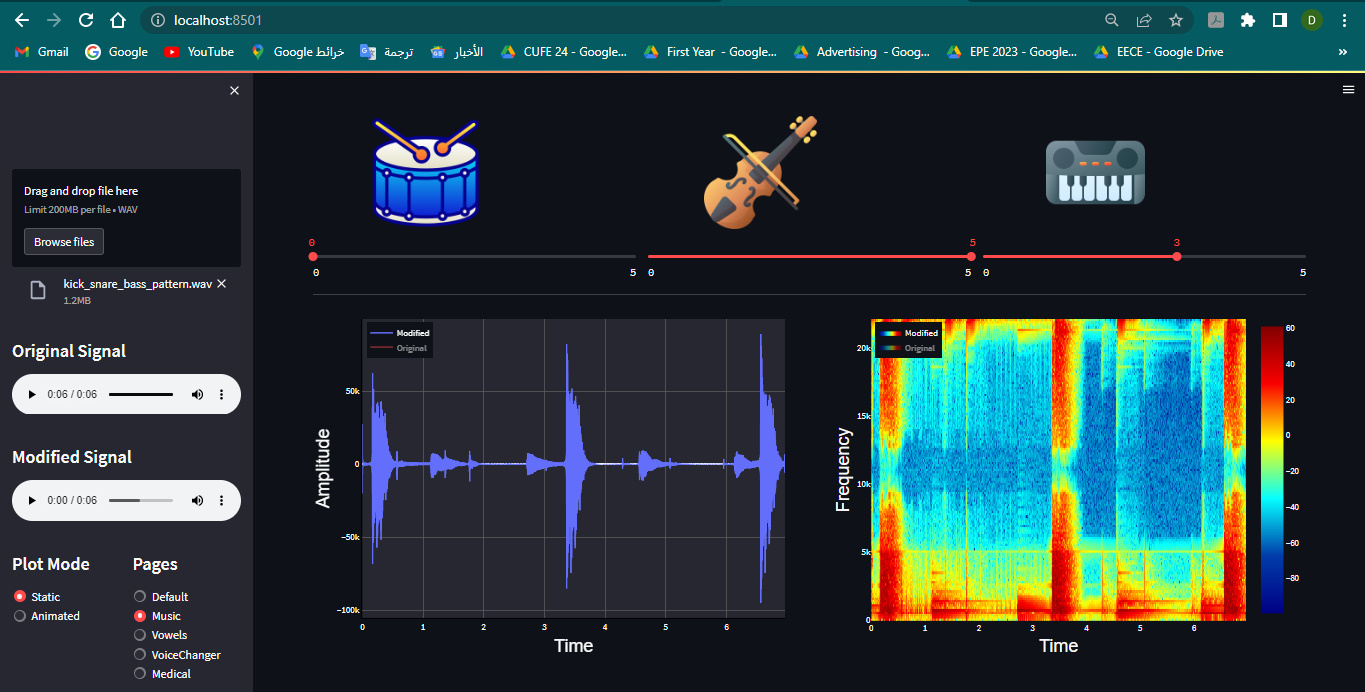 localhost:8501
Gmail Google YouTube خرائط Google ترجمة الأخبار CUFE 24 - Google... First Year - Google... Advertising - Goog... EPE 2023 - Google... EECE - Google Drive »
D
Drag and drop file here
Limit 200MB per file • WAV
Browse files
kick_snare_bass_pattern.wav
1.2MB
Original Signal
0:06 / 0:06
Modified Signal
0:00 / 0:06
Plot Mode
Static
Animated
Pages
Default
Music
Vowels
VoiceChanger
Medical
0
0 5
5
0 5
3
0 5
Modified
Original
Amplitude
50k
0
−50k
−100k
0 1 2 3 4 5 6
Time
Modified
Original
Frequency
20k
15k
10k
5k
0
0 1 2 3 4 5 6
Time
60
40
20
0
−20
−40
−60
−80